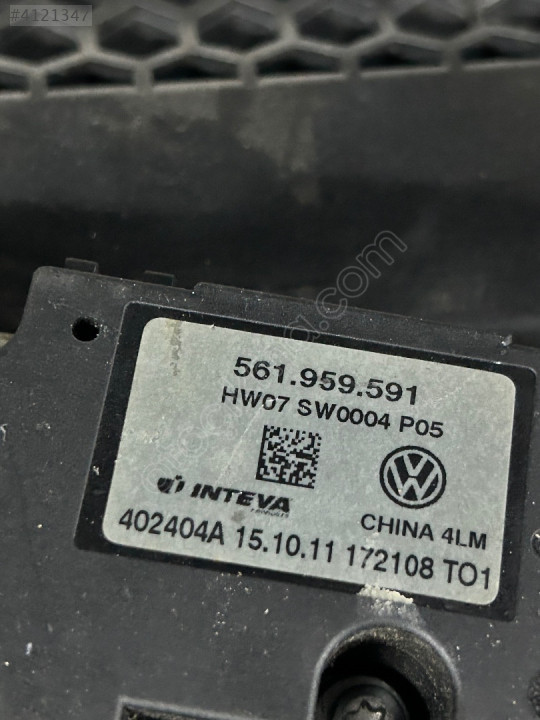 #4121347
561.959.591
HW07 SW0004 P05
INTEVA
CHINA 4LM
402404A 15.10.11 172108 TO1